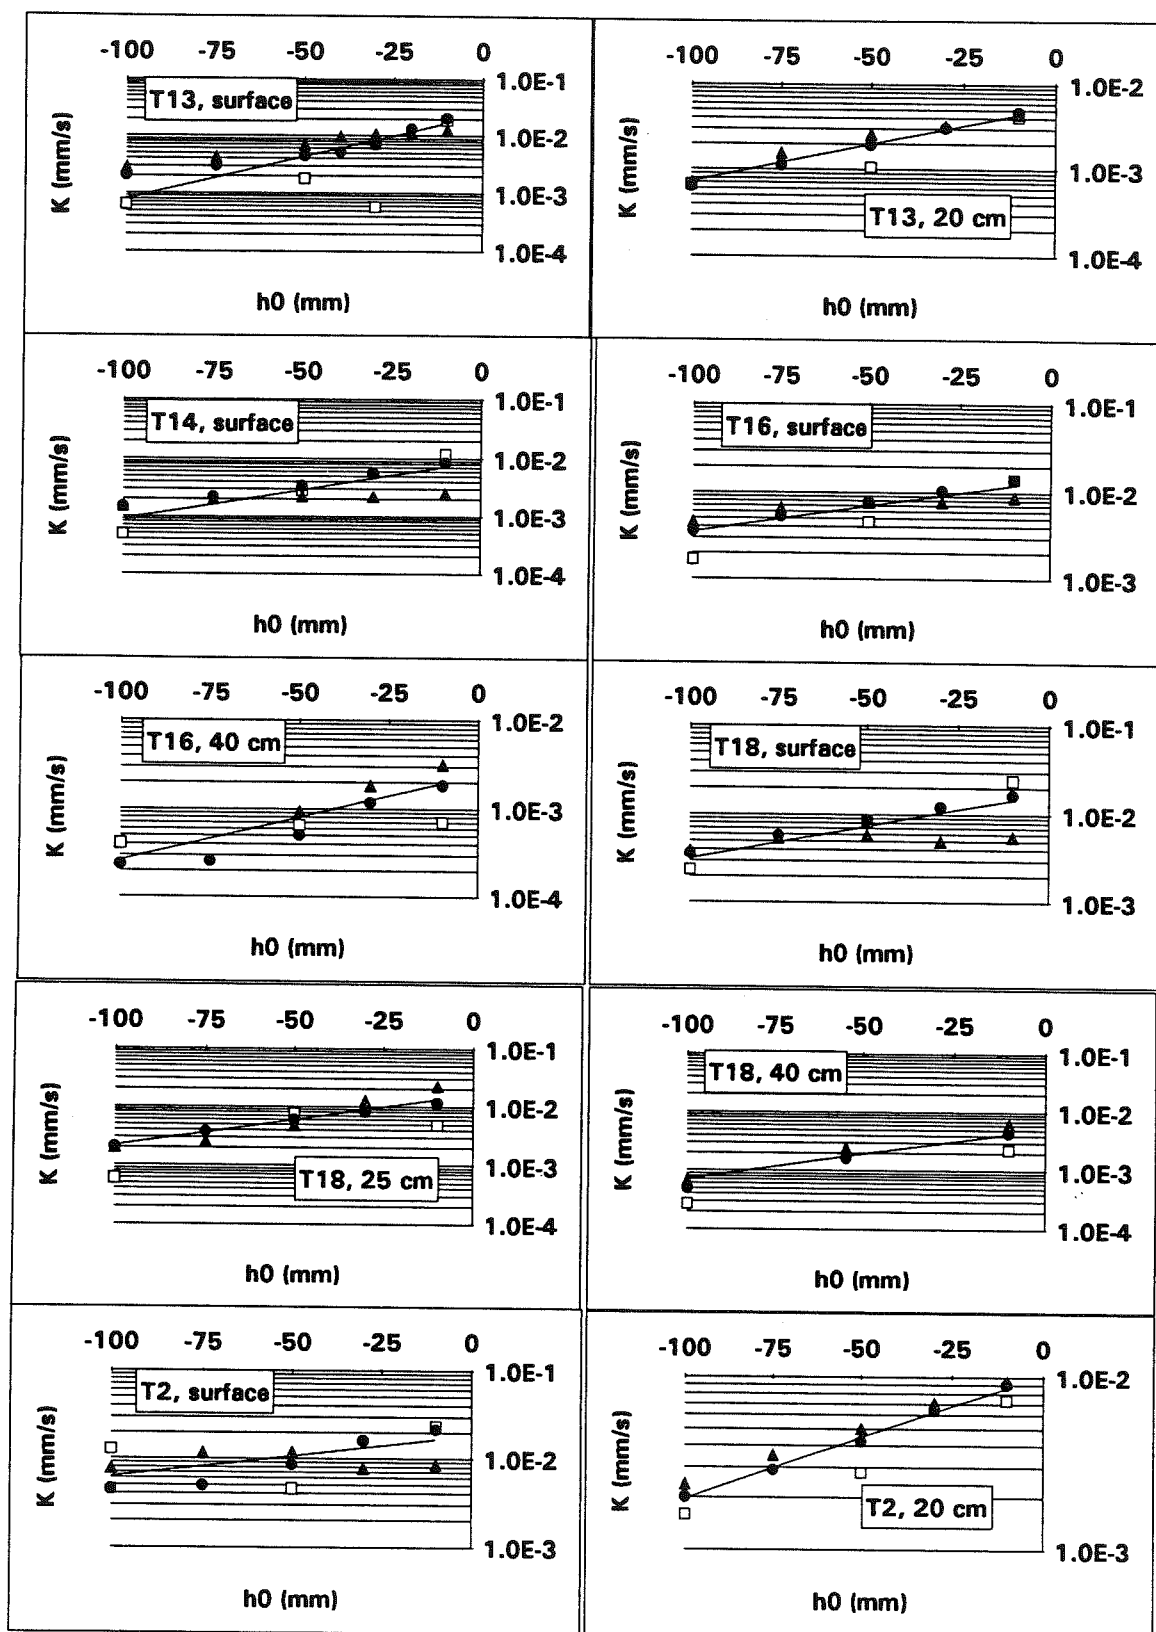 -100 -75 -50 -25 0
1.0E-1
T13, surface
1.0E-2
K (mm/s)
1.0E-3
1.0E-4
h0 (mm)
-100 -75 -50 -25 0
1.0E-2
K (mm/s)
1.0E-3
T13, 20 cm
1.0E-4
h0 (mm)
-100 -75 -50 -25 0
1.0E-1
T14, surface
1.0E-2
K (mm/s)
1.0E-3
1.0E-4
h0 (mm)
-100 -75 -50 -25 0
1.0E-1
T16, surface
K (mm/s)
1.0E-2
1.0E-3
h0 (mm)
-100 -75 -50 -25 0
1.0E-2
T16, 40 cm
K (mm/s)
1.0E-3
1.0E-4
h0 (mm)
-100 -75 -50 -25 0
1.0E-1
T18, surface
K (mm/s)
1.0E-2
1.0E-3
h0 (mm)
-100 -75 -50 -25 0
1.0E-1
1.0E-2
K (mm/s)
1.0E-3
T18, 25 cm
1.0E-4
h0 (mm)
-100 -75 -50 -25 0
1.0E-1
T18, 40 cm
1.0E-2
K (mm/s)
1.0E-3
1.0E-4
h0 (mm)
-100 -75 -50 -25 0
1.0E-1
T2, surface
K (mm/s)
1.0E-2
1.0E-3
h0 (mm)
-100 -75 -50 -25 0
1.0E-2
K (mm/s)
T2, 20 cm
1.0E-3
h0 (mm)